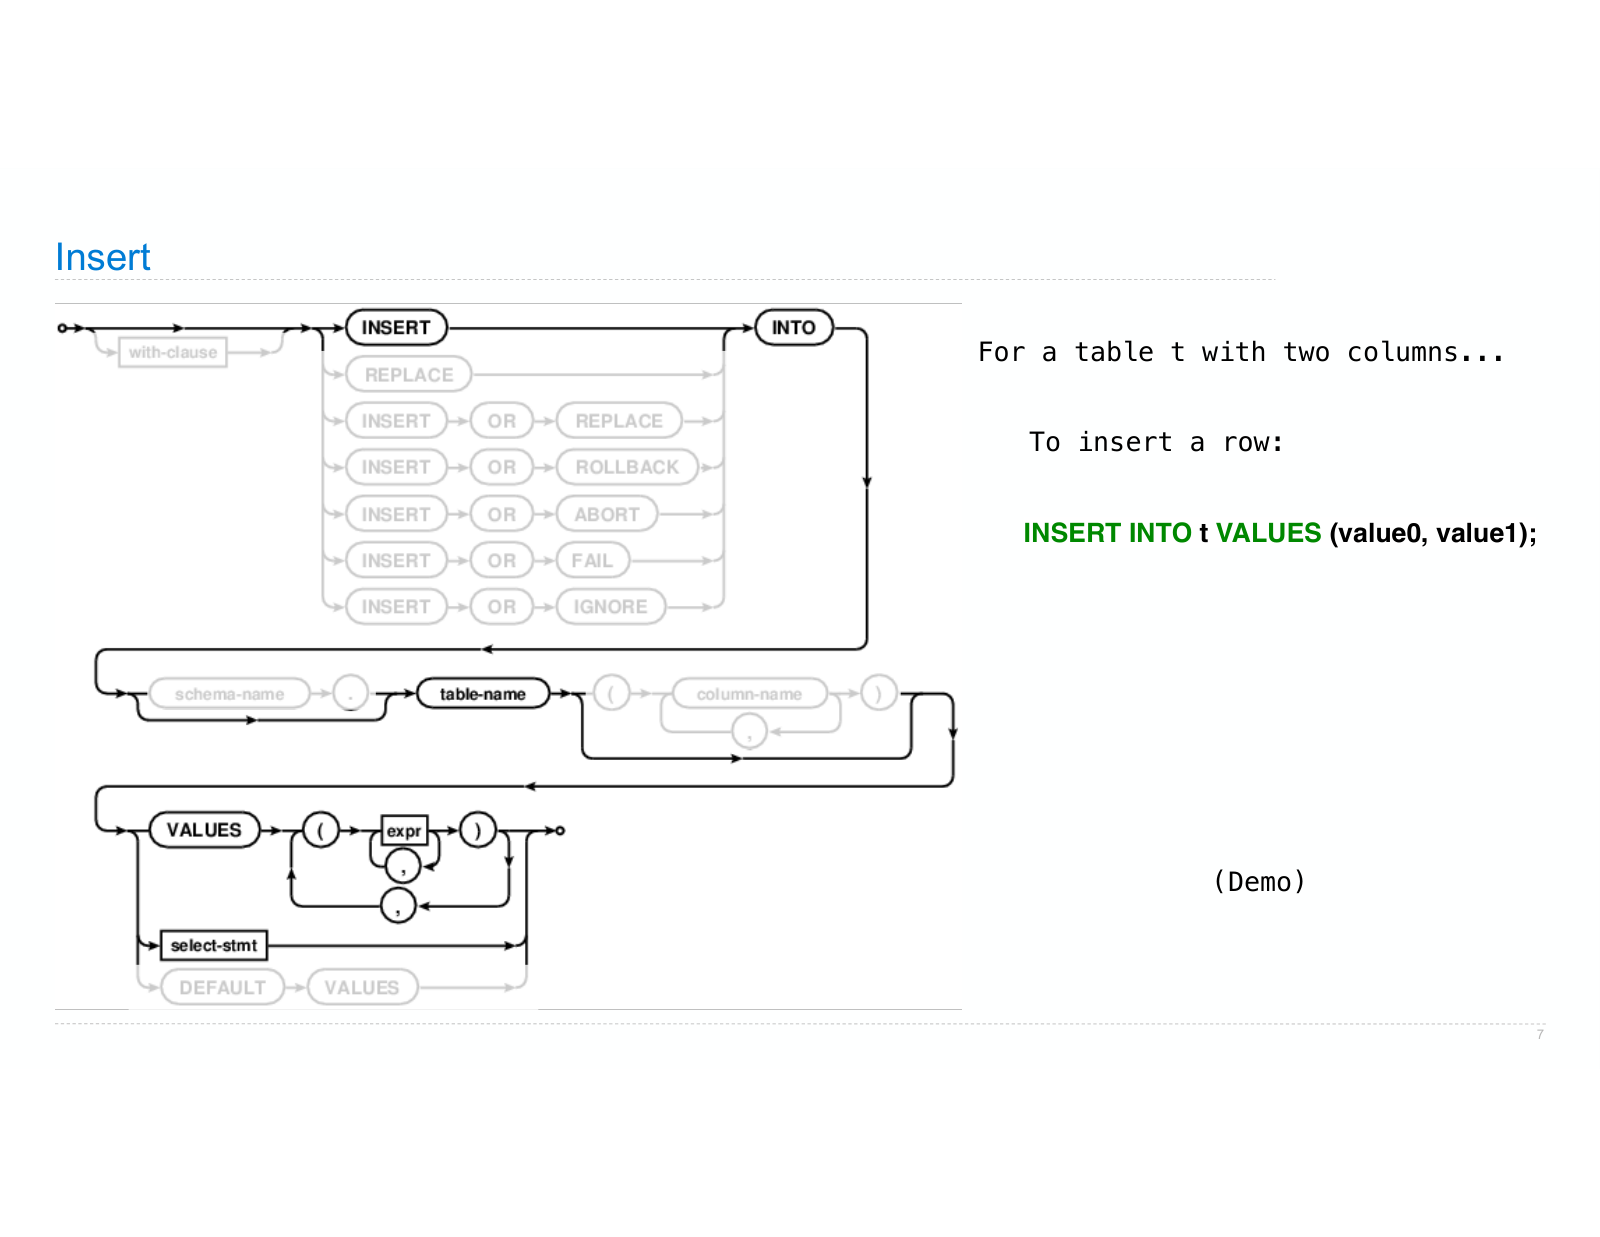 Insert
INSERT INTO
with-clause
REPLACE
INSERT OR REPLACE
INSERT OR ROLLBACK
INSERT OR ABORT
INSERT OR FAIL
INSERT OR IGNORE
schema-name . table-name ( column-name )
,
VALUES ( expr )
,
,
select-stmt
DEFAULT VALUES
For a table t with two columns...
To insert a row:
INSERT INTO t VALUES (value0, value1);
(Demo)
7